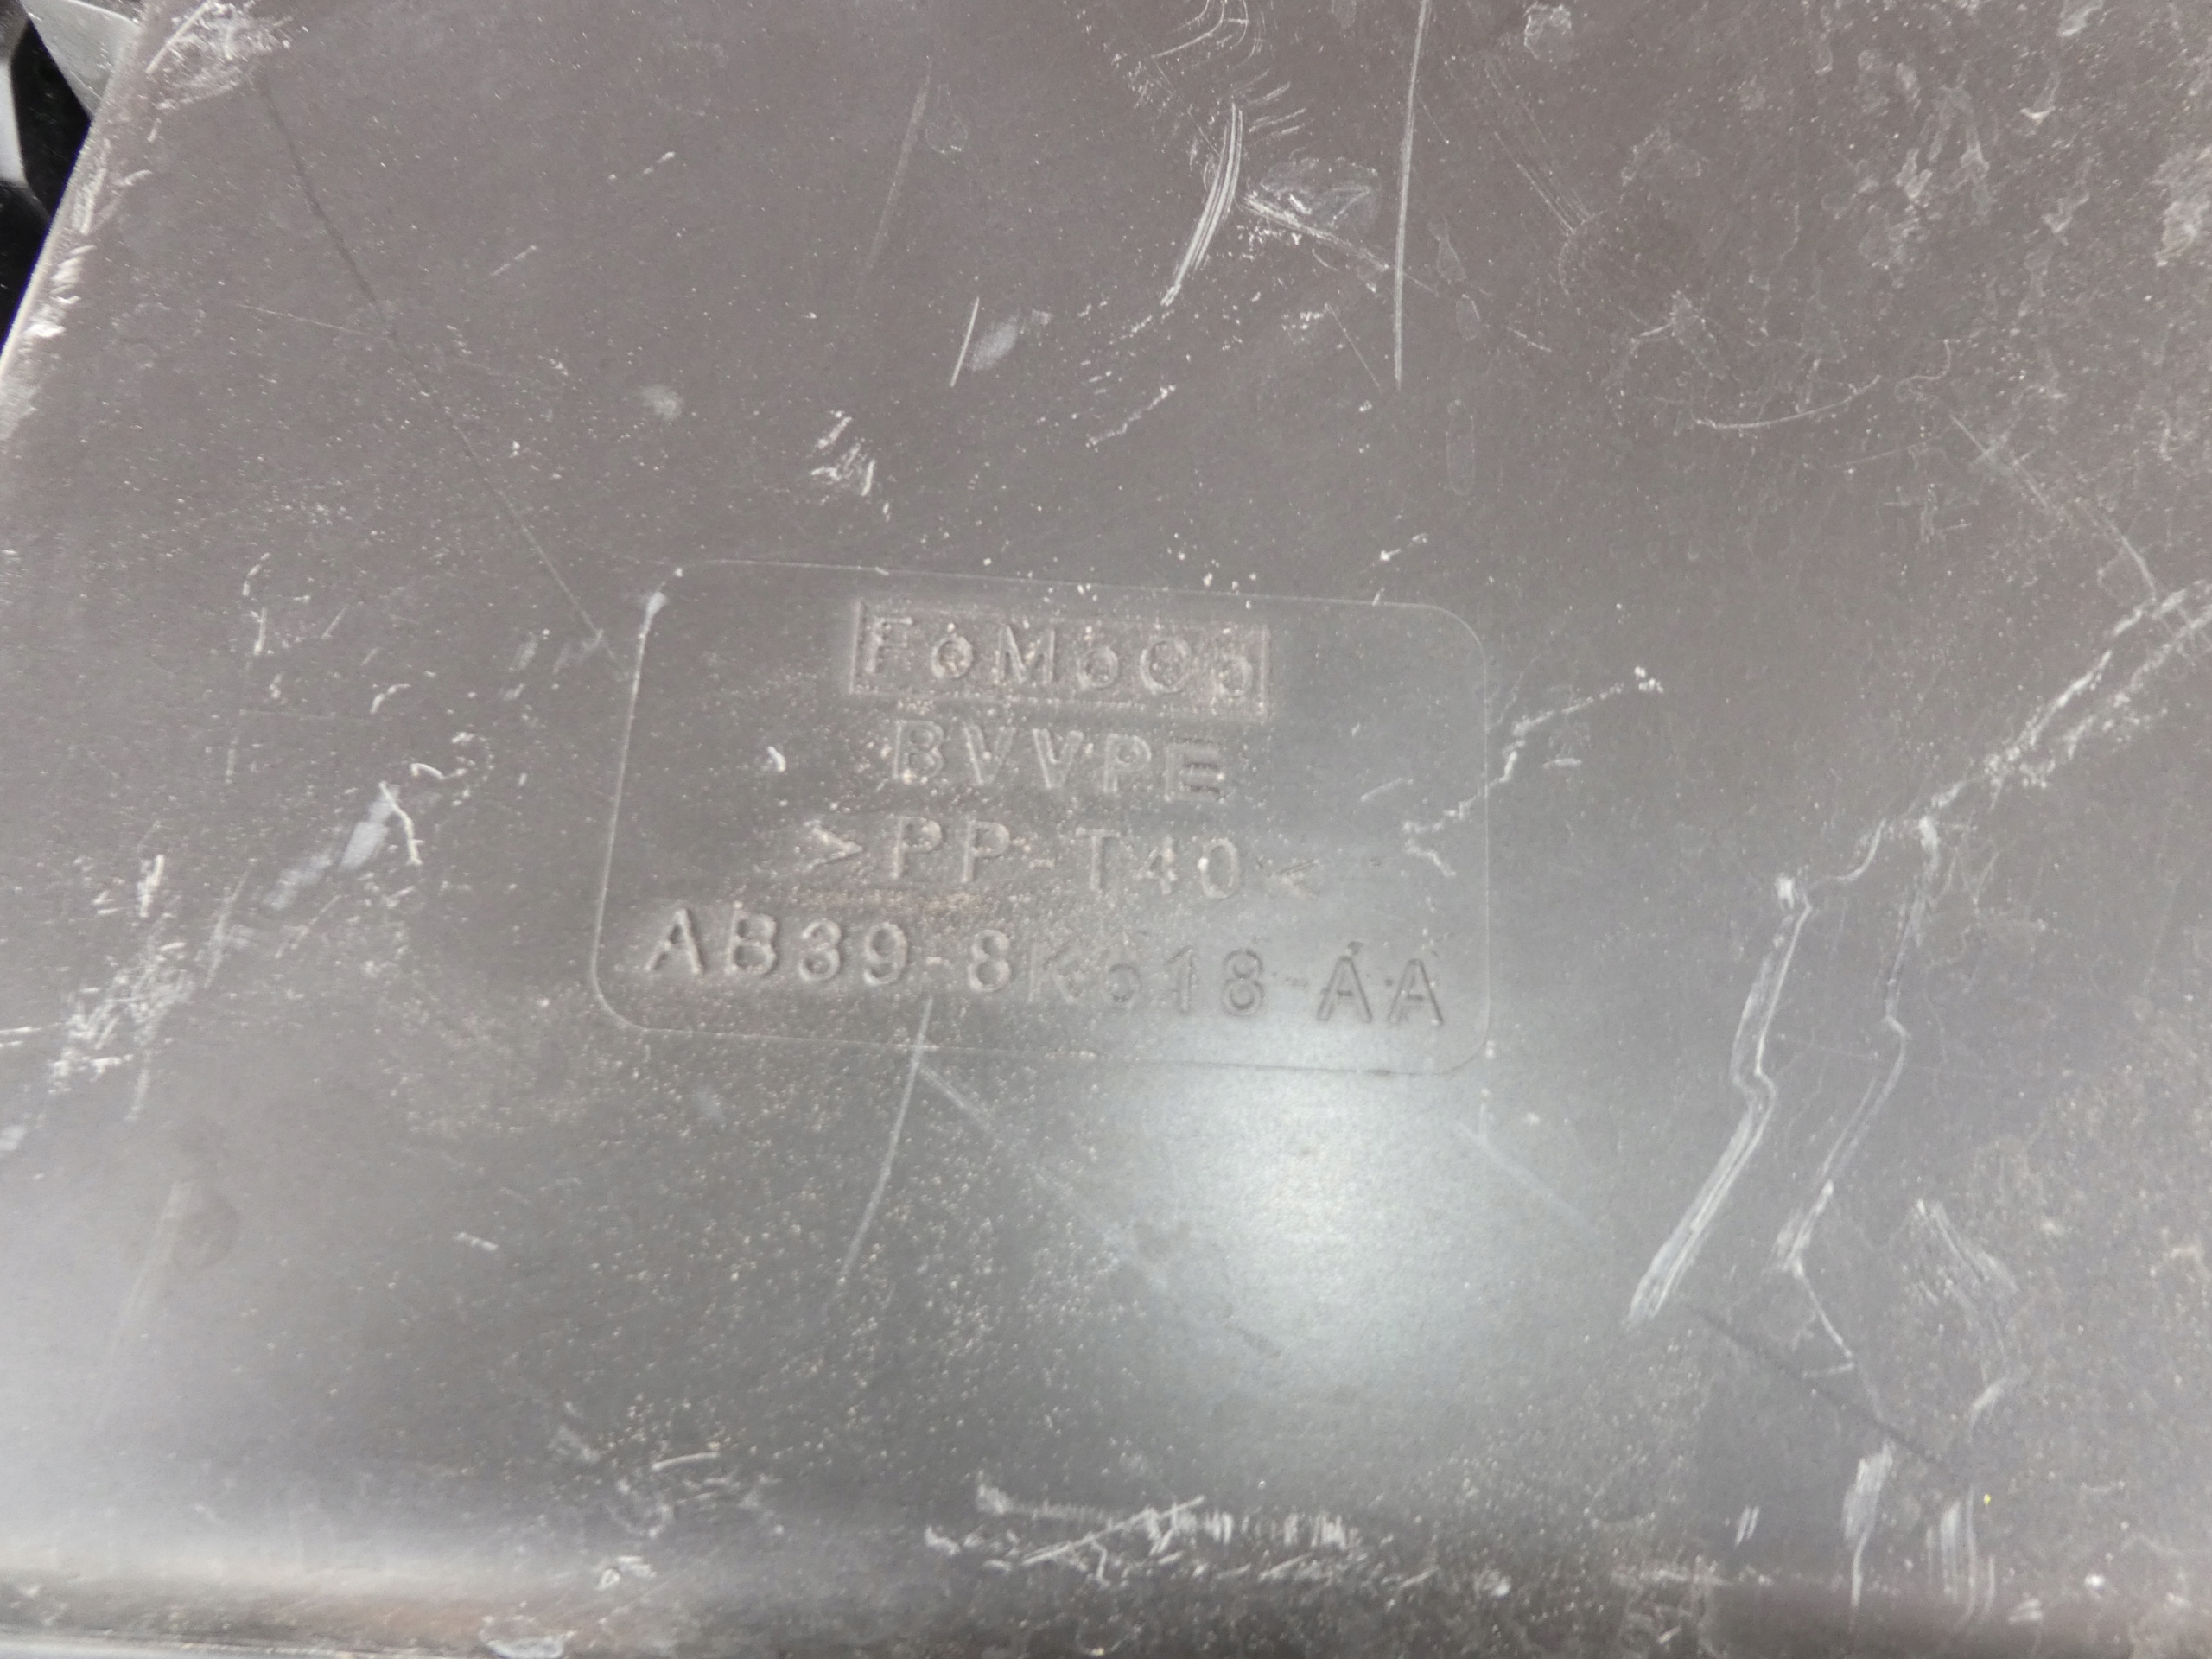 FoMoCo
BVVPE
>PP-T40<
AB39-8K618-AA